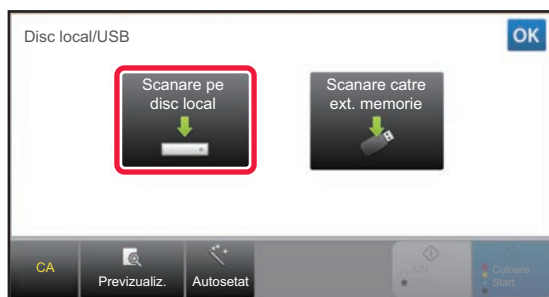 Disc local/USB
OK
Scanare pe
disc local
Scanare catre
ext. memorie
CA
Previzualiz.
Autosetat
A/N
Culoare
Start